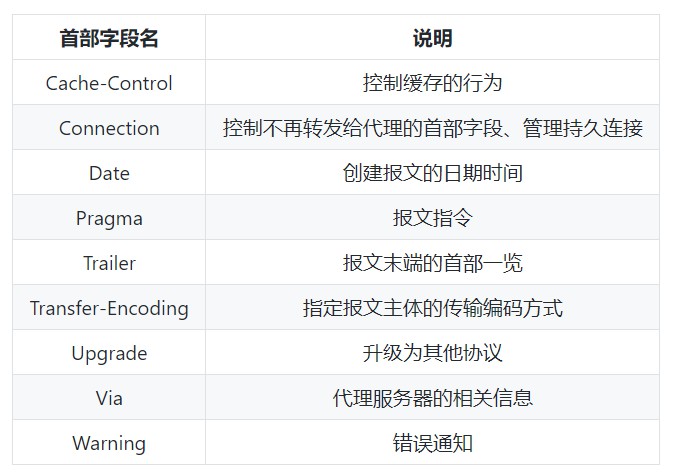 首部字段名 说明
Cache-Control 控制缓存的行为
Connection 控制不再转发给代理的首部字段、管理持久连接
Date 创建报文的日期时间
Pragma 报文指令
Trailer 报文末端的首部一览
Transfer-Encoding 指定报文主体的传输编码方式
Upgrade 升级为其他协议
Via 代理服务器的相关信息
Warning 错误通知